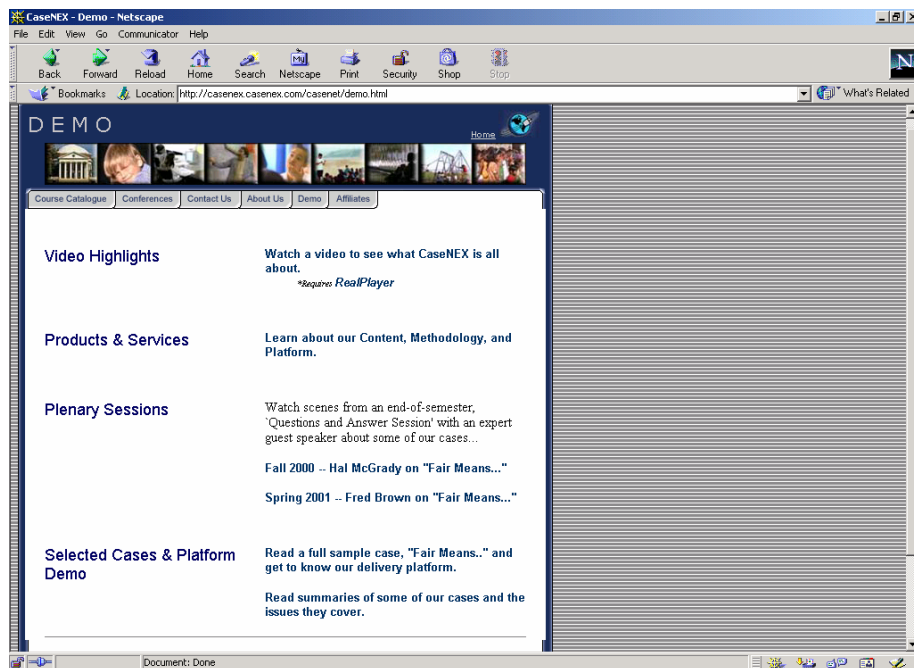 CaseNEX - Demo - Netscape
File Edit View Go Communicator Help
Back Forward Reload Home Search Netscape Print Security Shop Stop
My
N
Bookmarks Location: http://casenex.casenex.com/casenet/demo.html What's Related
DEMO
Home
Course Catalogue Conferences Contact Us About Us Demo Affiliates
Video Highlights
Watch a video to see what CaseNEX is all
about.
*Requires RealPlayer
Products & Services
Learn about our Content, Methodology, and
Platform.
Plenary Sessions
Watch scenes from an end-of-semester,
`Questions and Answer Session' with an expert
guest speaker about some of our cases...
Fall 2000 -- Hal McGrady on "Fair Means..."
Spring 2001 -- Fred Brown on "Fair Means..."
Selected Cases & Platform
Demo
Read a full sample case, "Fair Means.." and
get to know our delivery platform.
Read summaries of some of our cases and the
issues they cover.
Document: Done